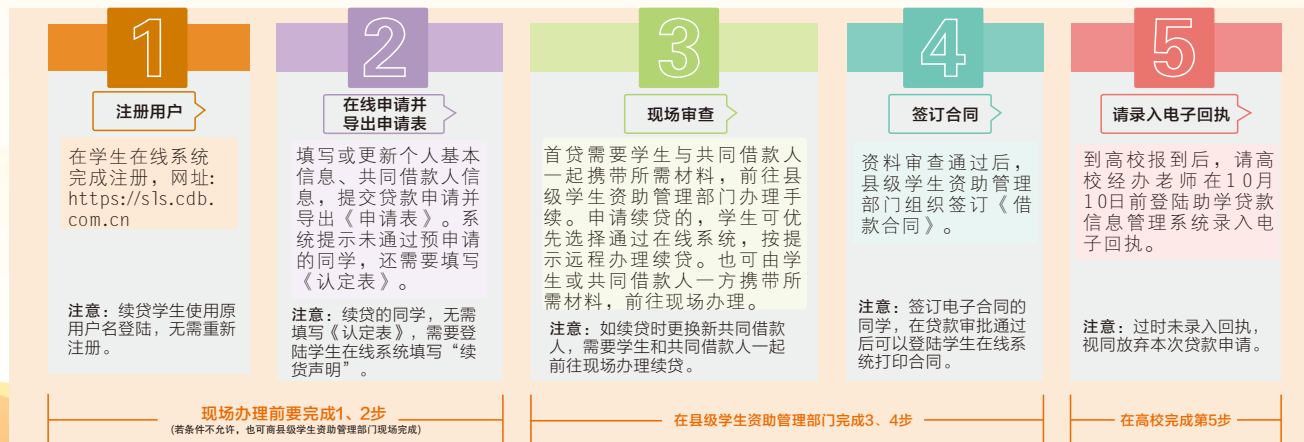 1
注册用户
在学生在线系统
完成注册，网址：
https://sls.cdb.
com.cn
注意：续贷学生使用原
用户名登陆，无需重新
注册。
2
在线申请并
导出申请表
填写或更新个人基本
信息、共同借款人信
息，提交贷款申请并
导出《申请表》。系
统提示未通过预申请
的同学，还需要填写
《认定表》。
注意：续贷的同学，无需
填写《认定表》，需要登
陆学生在线系统填写“续
货声明”。
3
现场审查
首贷需要学生与共同借款人
一起携带所需材料，前往县
级学生资助管理部门办理手
续。申请续贷的，学生可优
先选择通过在线系统，按提
示远程办理续贷。也可由学
生或共同借款人一方携带所
需材料，前往现场办理。
注意：如续贷时更换新共同借款
人，需要学生和共同借款人一起
前往现场办理续贷。
4
签订合同
资料审查通过后，
县级学生资助管理
部门组织签订《借
款合同》。
注意：签订电子合同的
同学，在贷款审批通过
后可以登陆学生在线系
统打印合同。
5
请录入电子回执
到高校报到后，请高
校经办老师在10月
10日前登陆助学贷款
信息管理系统录入电
子回执。
注意：过时未录入回执，
视同放弃本次贷款申请。
现场办理前要完成1、2步
(若条件不允许，也可商县级学生资助管理部门现场完成)
在县级学生资助管理部门完成3、4步
在高校完成第5步